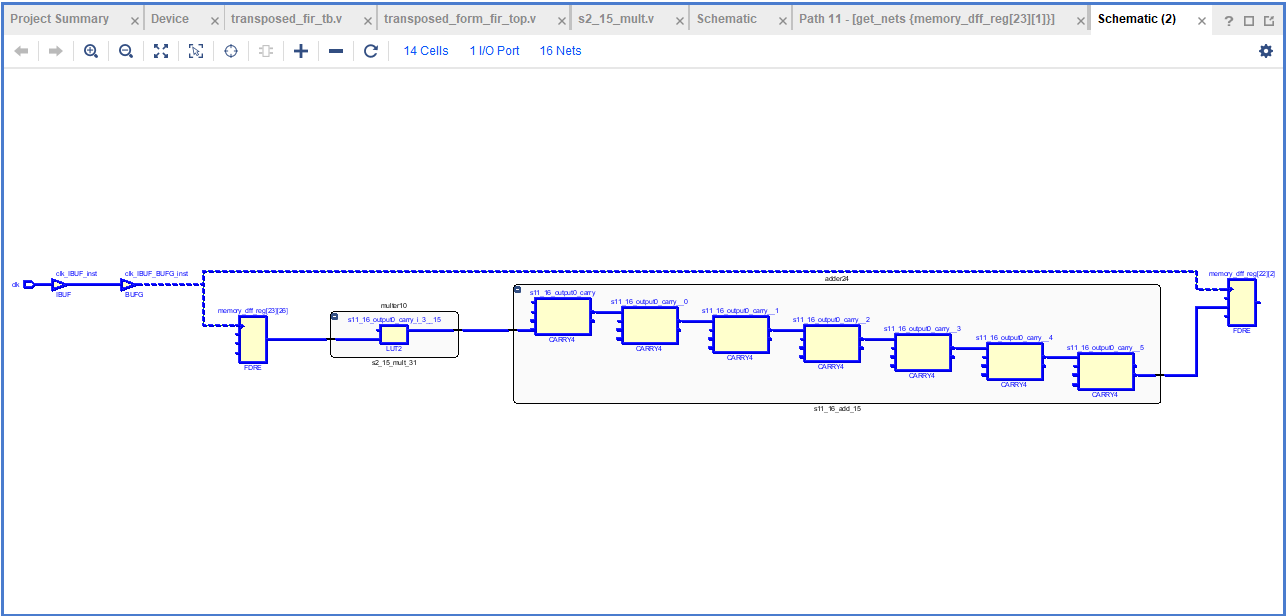 Project Summary × Device × transposed_fir_tb.v × transposed_form_fir_top.v × s2_15_mult.v × Schematic × Path 11 - [get_nets {memory_dff_reg[23][1]}] × Schematic (2) × ?
14 Cells 1 I/O Port 16 Nets
clk_IBUF_inst clk_IBUF_BUFG_inst
memory_dff_reg[22][2]
adder24
clk
IBUF BUFG
s11_16_output0_carry
s11_16_output0_carry__0
memory_dff_reg[23][26]
multer10
s11_16_output0_carry__1
s11_16_output0_carry_i_3__15
s11_16_output0_carry__2
s11_16_output0_carry__3
FDRE
s11_16_output0_carry__4
CARRY4
s11_16_output0_carry__5
LUT2
CARRY4
CARRY4
s2_15_mult_31
FDRE
CARRY4
CARRY4
CARRY4
CARRY4
s11_16_add_15